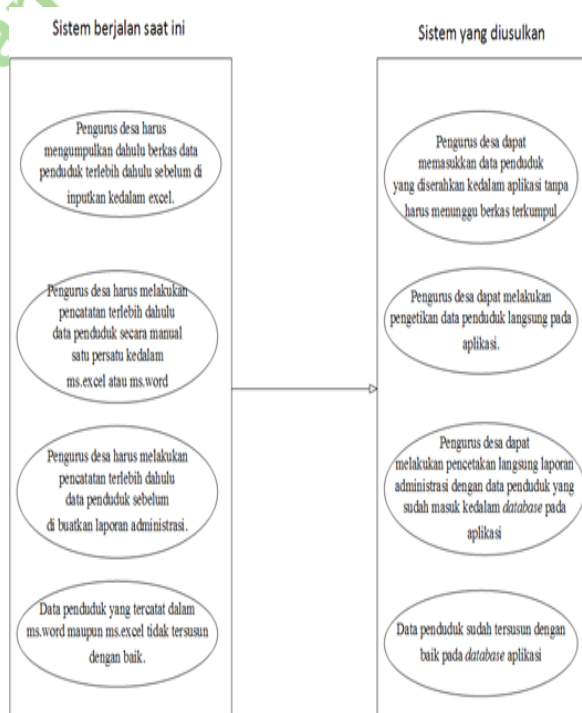 Sistem berjalan saat ini
Pengurus desa harus
mengumpulkan dahulu berkas data
penduduk terlebih dahulu sebelum di
inputkan kedalam excel.
Pengurus desa harus melakukan
pencatatan terlebih dahulu
data penduduk secara manual
satu persatu kedalam
ms.excel atau ms.word
Pengurus desa harus melakukan
pencatatan terlebih dahulu
data penduduk sebelum
di buatkan laporan administrasi.
Data penduduk yang tercatat dalam
ms.word maupun ms.excel tidak tersusun
dengan baik.
Sistem yang diusulkan
Pengurus desa dapat
memasukkan data penduduk
yang diserahkan kedalam aplikasi tanpa
harus menunggu berkas terkumpul
Pengurus desa dapat melakukan
pengetikan data penduduk langsung pada
aplikasi.
Pengurus desa dapat
melakukan pencetakan langsung laporan
administrasi dengan data penduduk yang
sudah masuk kedalam database pada
aplikasi
Data penduduk sudah tersusun dengan
baik pada database aplikasi